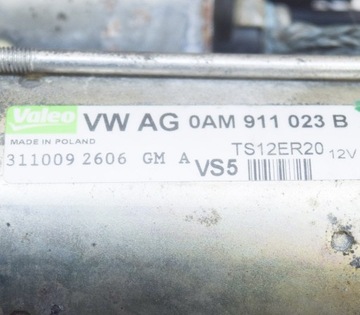 Valeo VW AG 0AM 911 023 B
MADE IN POLAND
TS12ER20 12V
311009 2606 GM A VS5